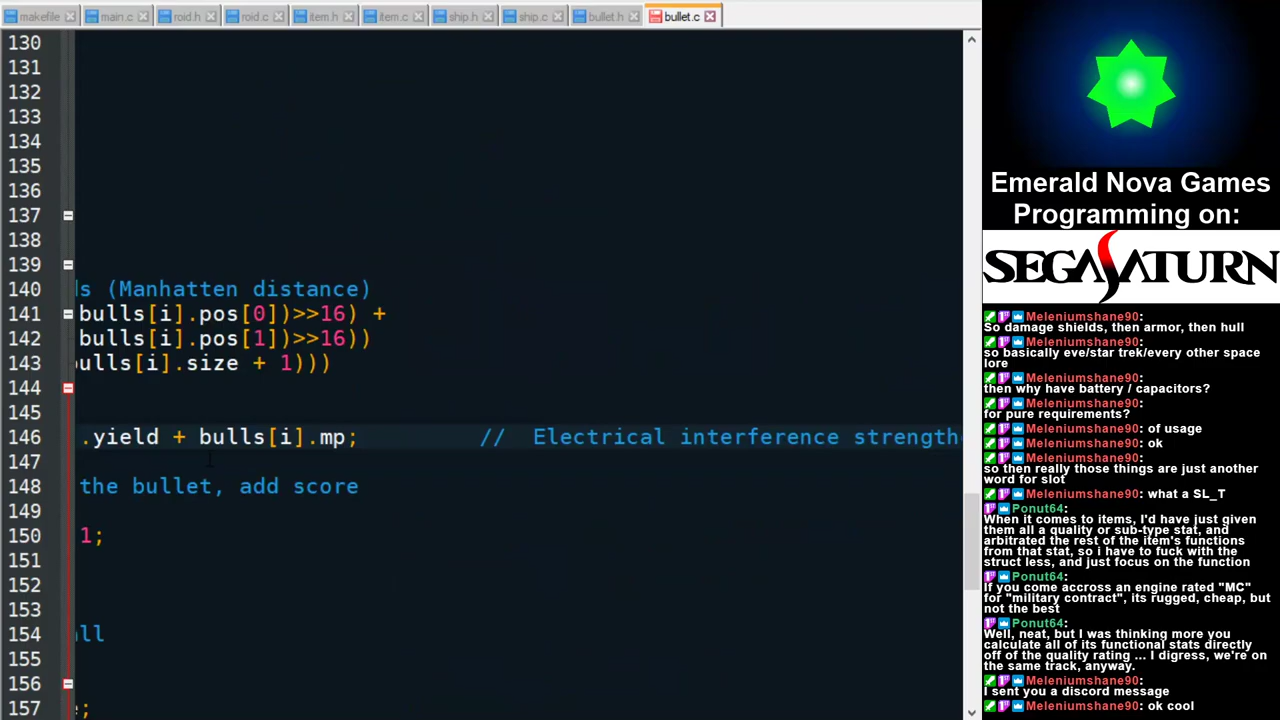 makefile main.c roid.h roid.c item.h item.c ship.h ship.c bullet.h bullet.c
130
131
132
133
134
135
136
137
138
139
140 ds (Manhatten distance)
141 bulls[i].pos[0])>>16) +
142 bulls[i].pos[1])>>16))
143 bulls[i].size + 1)))
144
145
146 .yield + bulls[i].mp; // Electrical interference strength
147
148 the bullet, add score
149
150 1;
151
152
153
154 all
155
156
157 ;
Emerald Nova Games
Programming on:
SEGA SATURN
Meleniumshane90:
So damage shields, then armor, then hull
Meleniumshane90:
so basically eve/star trek/every other space
lore
Meleniumshane90:
then why have battery / capacitors?
Meleniumshane90:
for pure requirements?
Meleniumshane90: of usage
Meleniumshane90: ok
Meleniumshane90:
so then really those things are just another
word for slot
Meleniumshane90: what a SL_T
Ponut64:
When it comes to items, I'd have just given
them all a quality or sub-type stat, and
arbitrated the rest of the item's functions
from that stat, so i have to fuck with the
struct less, and just focus on the function
Ponut64:
If you come accross an engine rated "MC"
for "military contract", its rugged, cheap, but
not the best
Ponut64:
Well, neat, but I was thinking more you
calculate all of its functional stats directly
off of the quality rating ... I digress, we're on
the same track, anyway.
Meleniumshane90:
I sent you a discord message
Meleniumshane90: ok cool